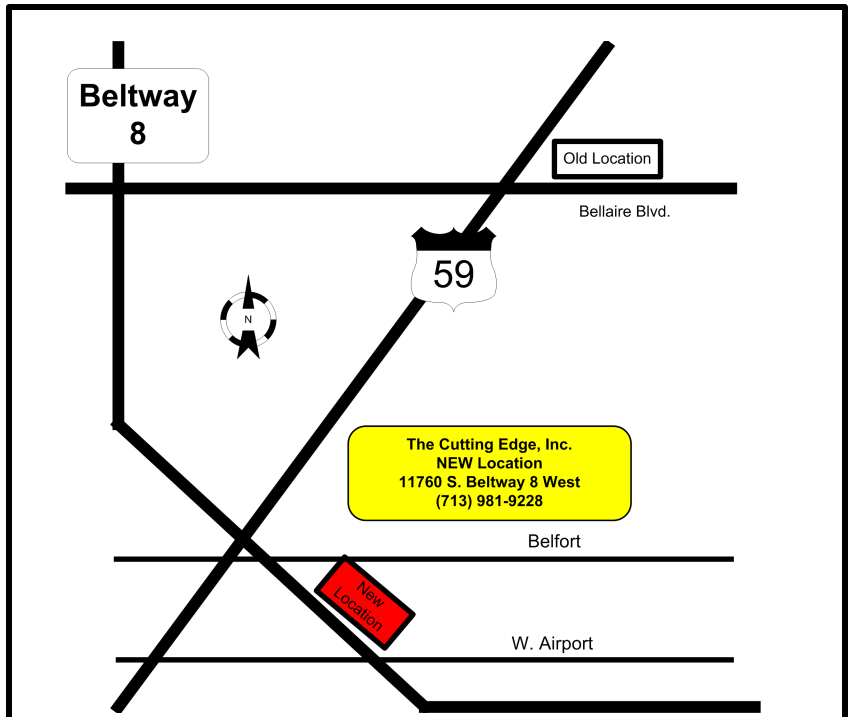 Beltway
8
Old Location
Bellaire Blvd.
59
N
The Cutting Edge, Inc.
NEW Location
11760 S. Beltway 8 West
(713) 981-9228
Belfort
New
Location
W. Airport